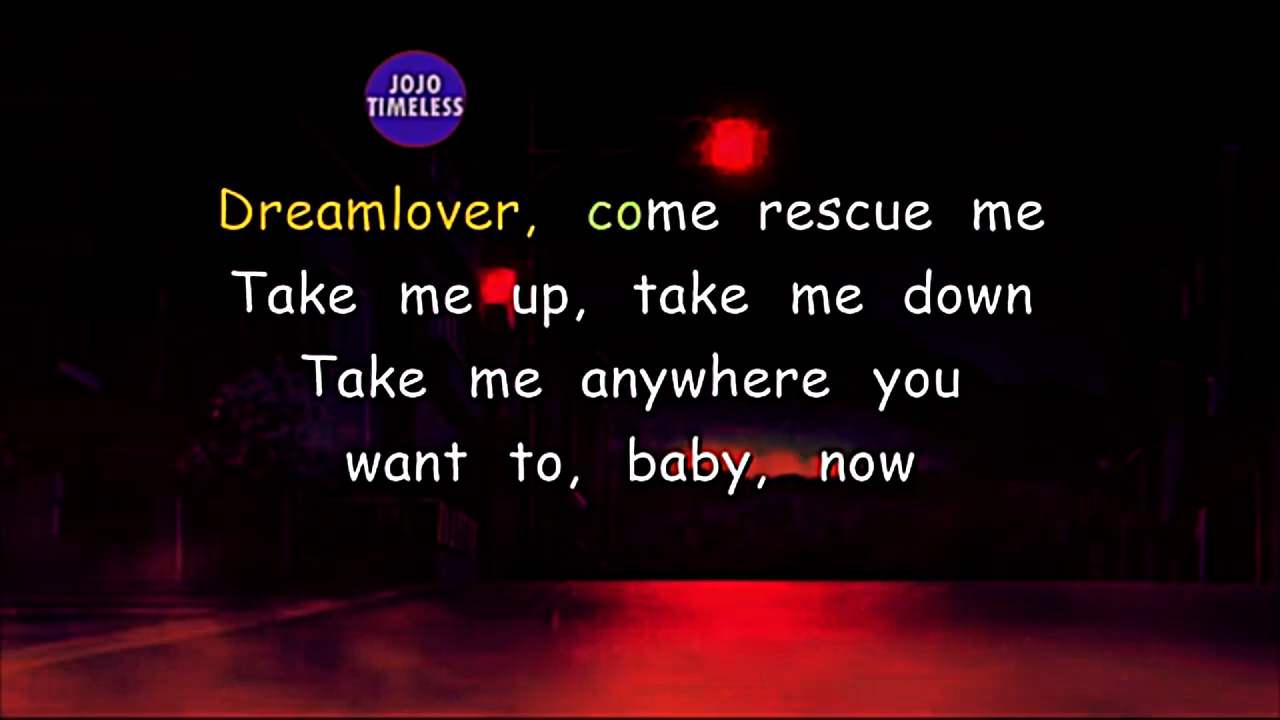 JOJO
TIMELESS
Dreamlover, come rescue me
Take me up, take me down
Take me anywhere you
want to, baby, now